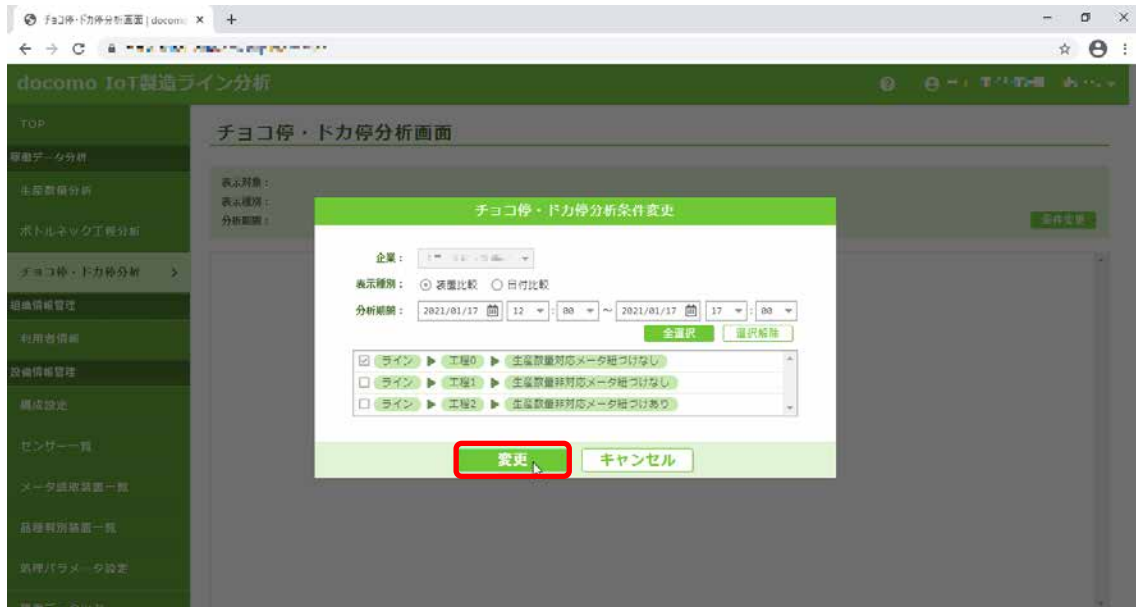 チョコ停・ドカ停分析画面 | docomo
docomo IoT製造ライン分析
TOP
稼働データ分析
生産数量分析
ボトルネック工程分析
チョコ停・ドカ停分析
組織情報管理
利用者情報
設備情報管理
構成設定
センサー一覧
メータ読取装置一覧
品種判別装置一覧
処理パラメータ設定
チョコ停・ドカ停分析画面
表示対象：
表示種別：
分析期間：
条件変更
チョコ停・ドカ停分析条件変更
企業：
表示種別： 装置比較 日付比較
分析期間： 2021/01/17 12 : 00 ～ 2021/01/17 17 : 00
全選択 選択解除
ライン ▶ 工程0 ▶ 生産数量対応メータ紐づけなし
ライン ▶ 工程1 ▶ 生産数量非対応メータ紐づけなし
ライン ▶ 工程2 ▶ 生産数量非対応メータ紐づけあり
変更 キャンセル